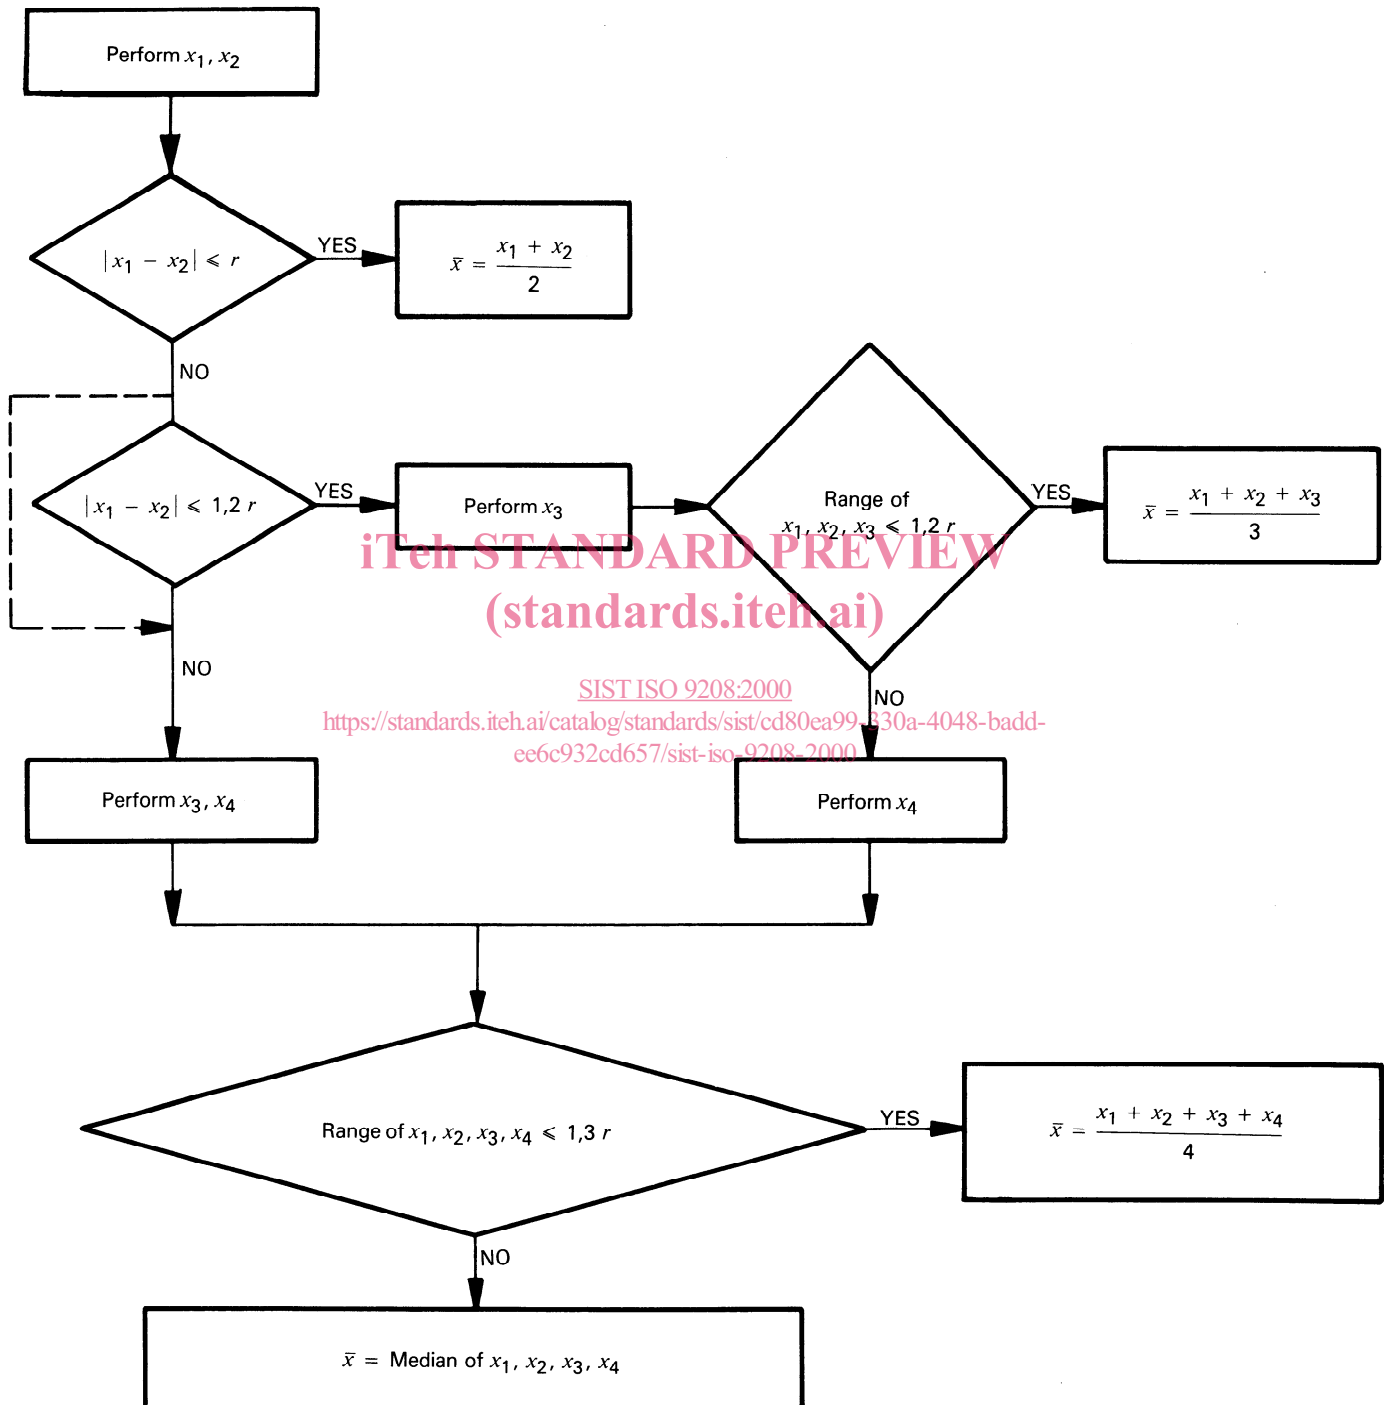 Perform x1, x2
|x1 − x2| ⩽ r
YES
x̄ = x1 + x2 / 2
NO
|x1 − x2| ⩽ 1,2 r
YES
Perform x3
Range of
x1, x2, x3 ⩽ 1,2 r
YES
x̄ = x1 + x2 + x3 / 3
iTeh STANDARD PREVIEW
(standards.iteh.ai)
NO
SIST ISO 9208:2000
NO
https://standards.iteh.ai/catalog/standards/sist/cd80ea99-330a-4048-badd-
ee6c932cd657/sist-iso-9208-2000
Perform x3, x4
Perform x4
Range of x1, x2, x3, x4 ⩽ 1,3 r
YES
x̄ = x1 + x2 + x3 + x4 / 4
NO
x̄ = Median of x1, x2, x3, x4